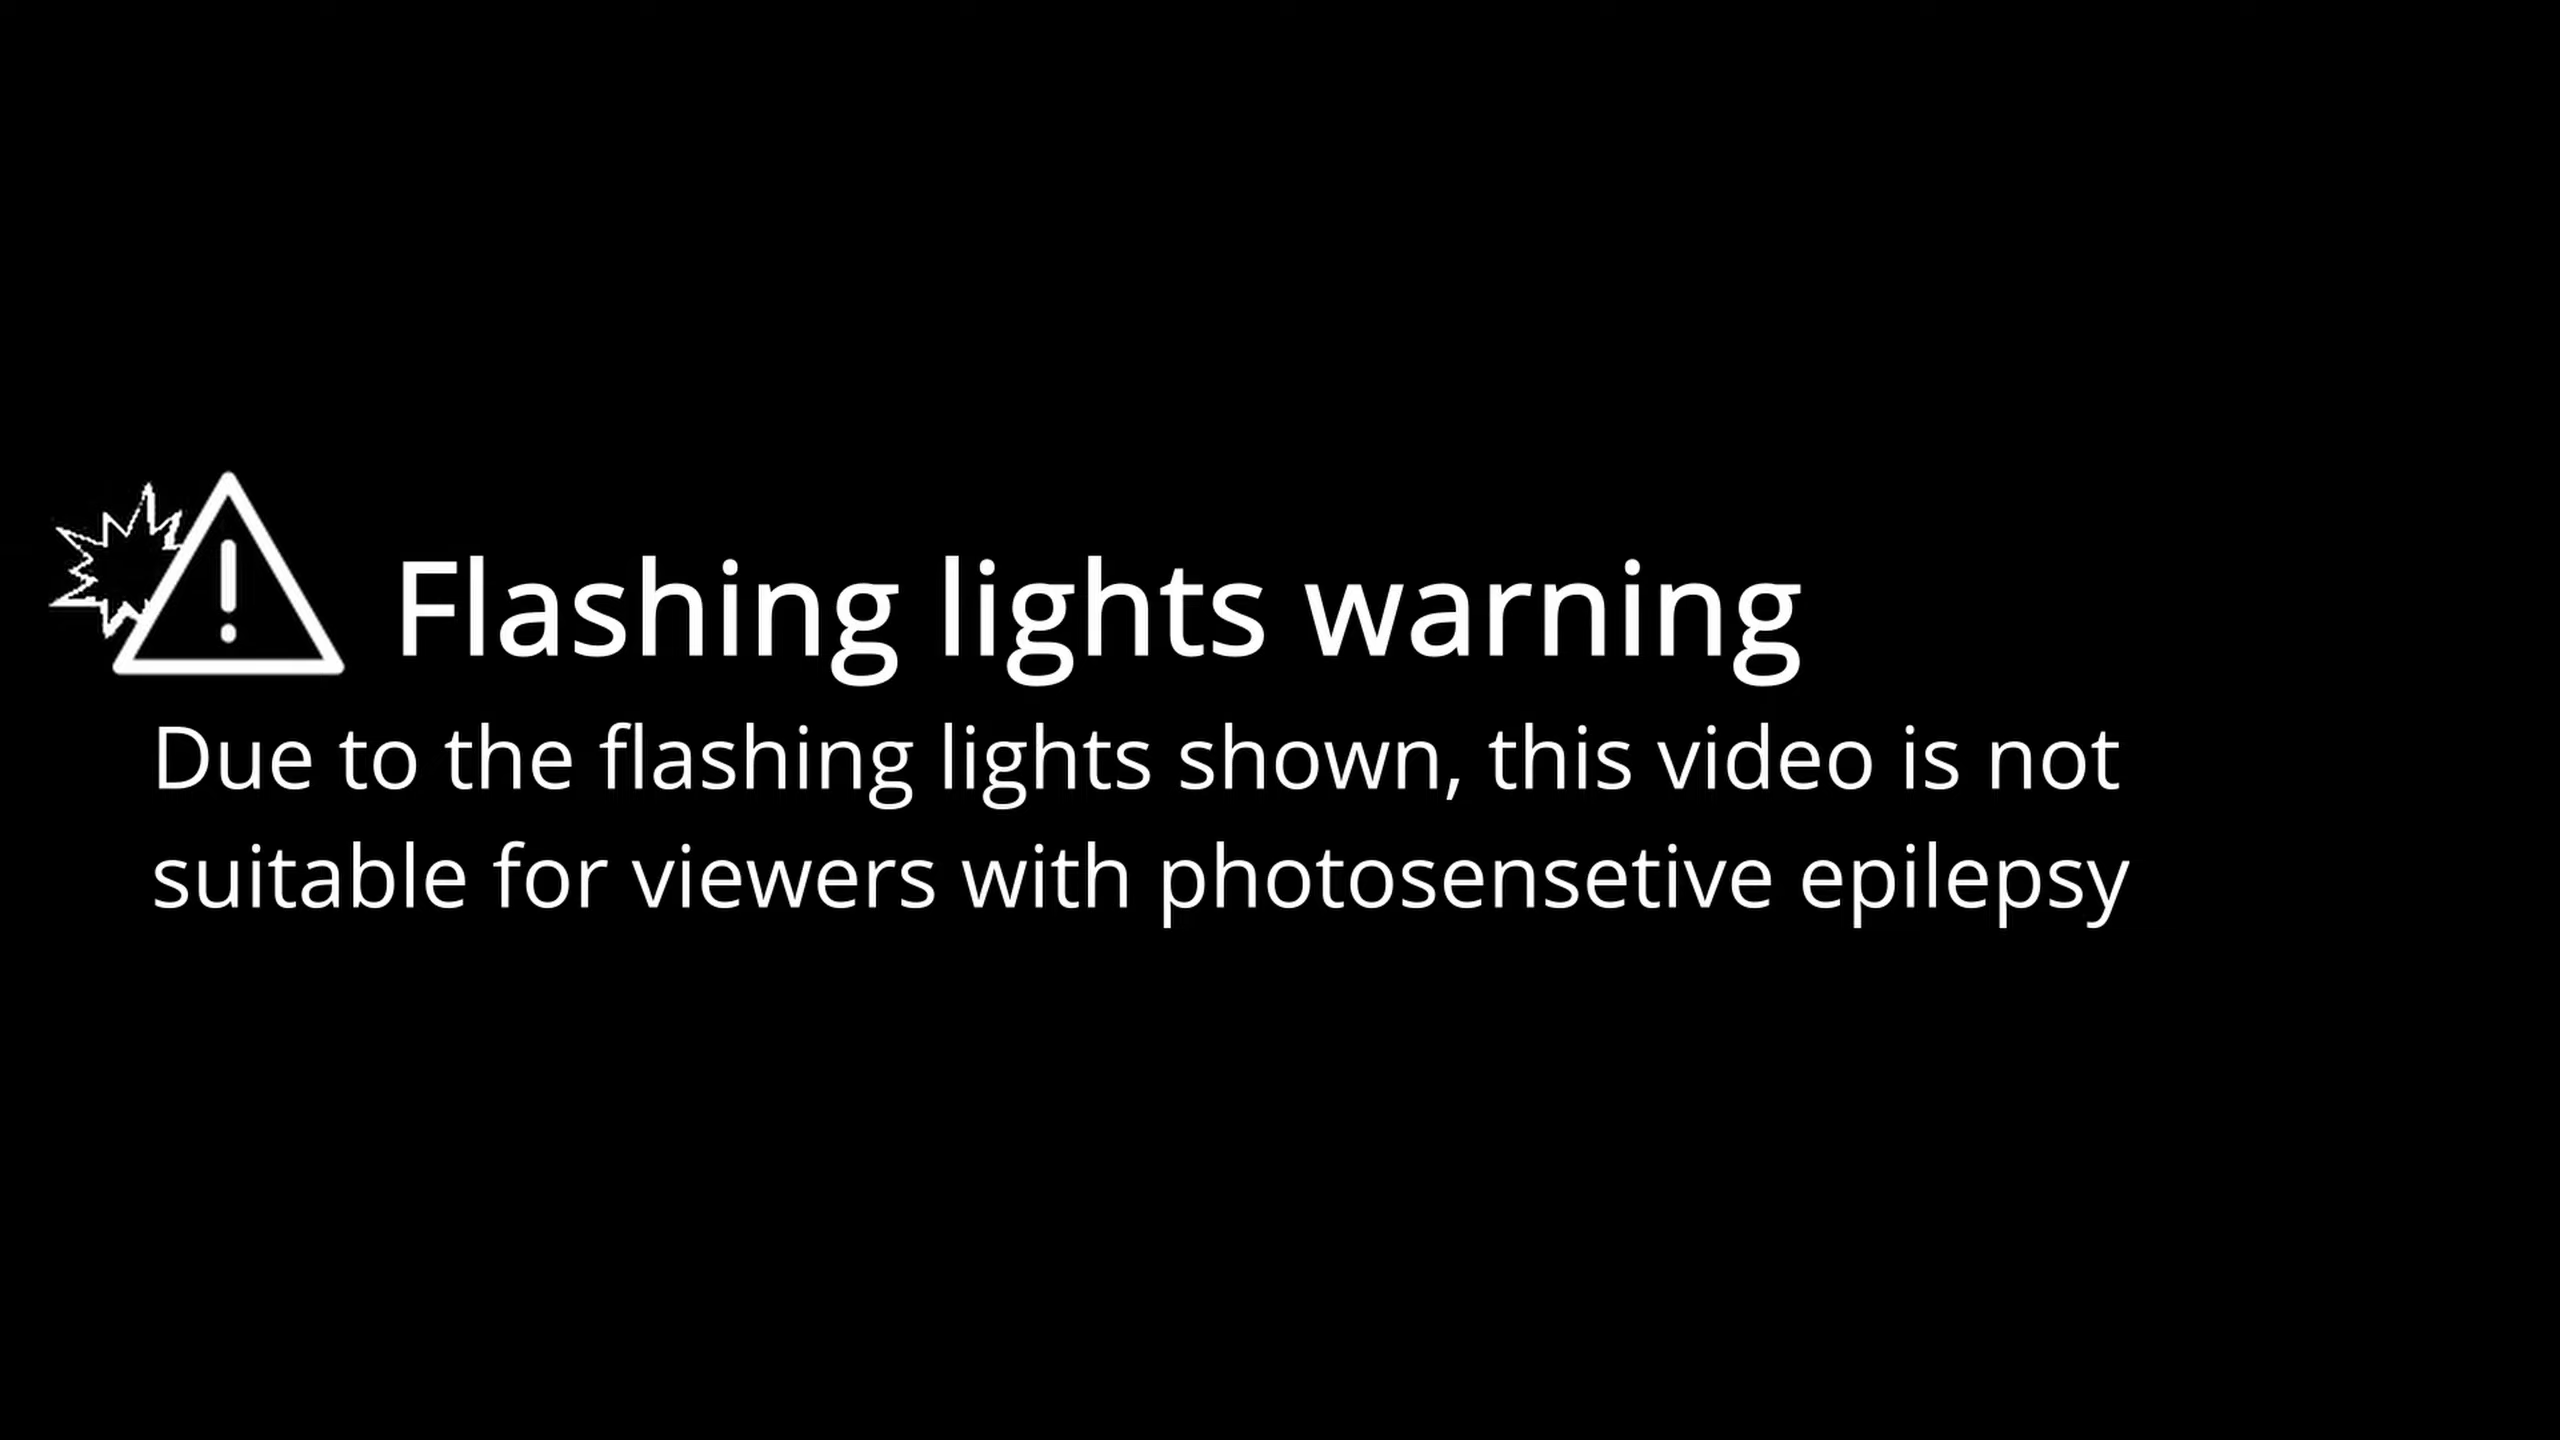 Flashing lights warning
Due to the flashing lights shown, this video is not
suitable for viewers with photosensetive epilepsy